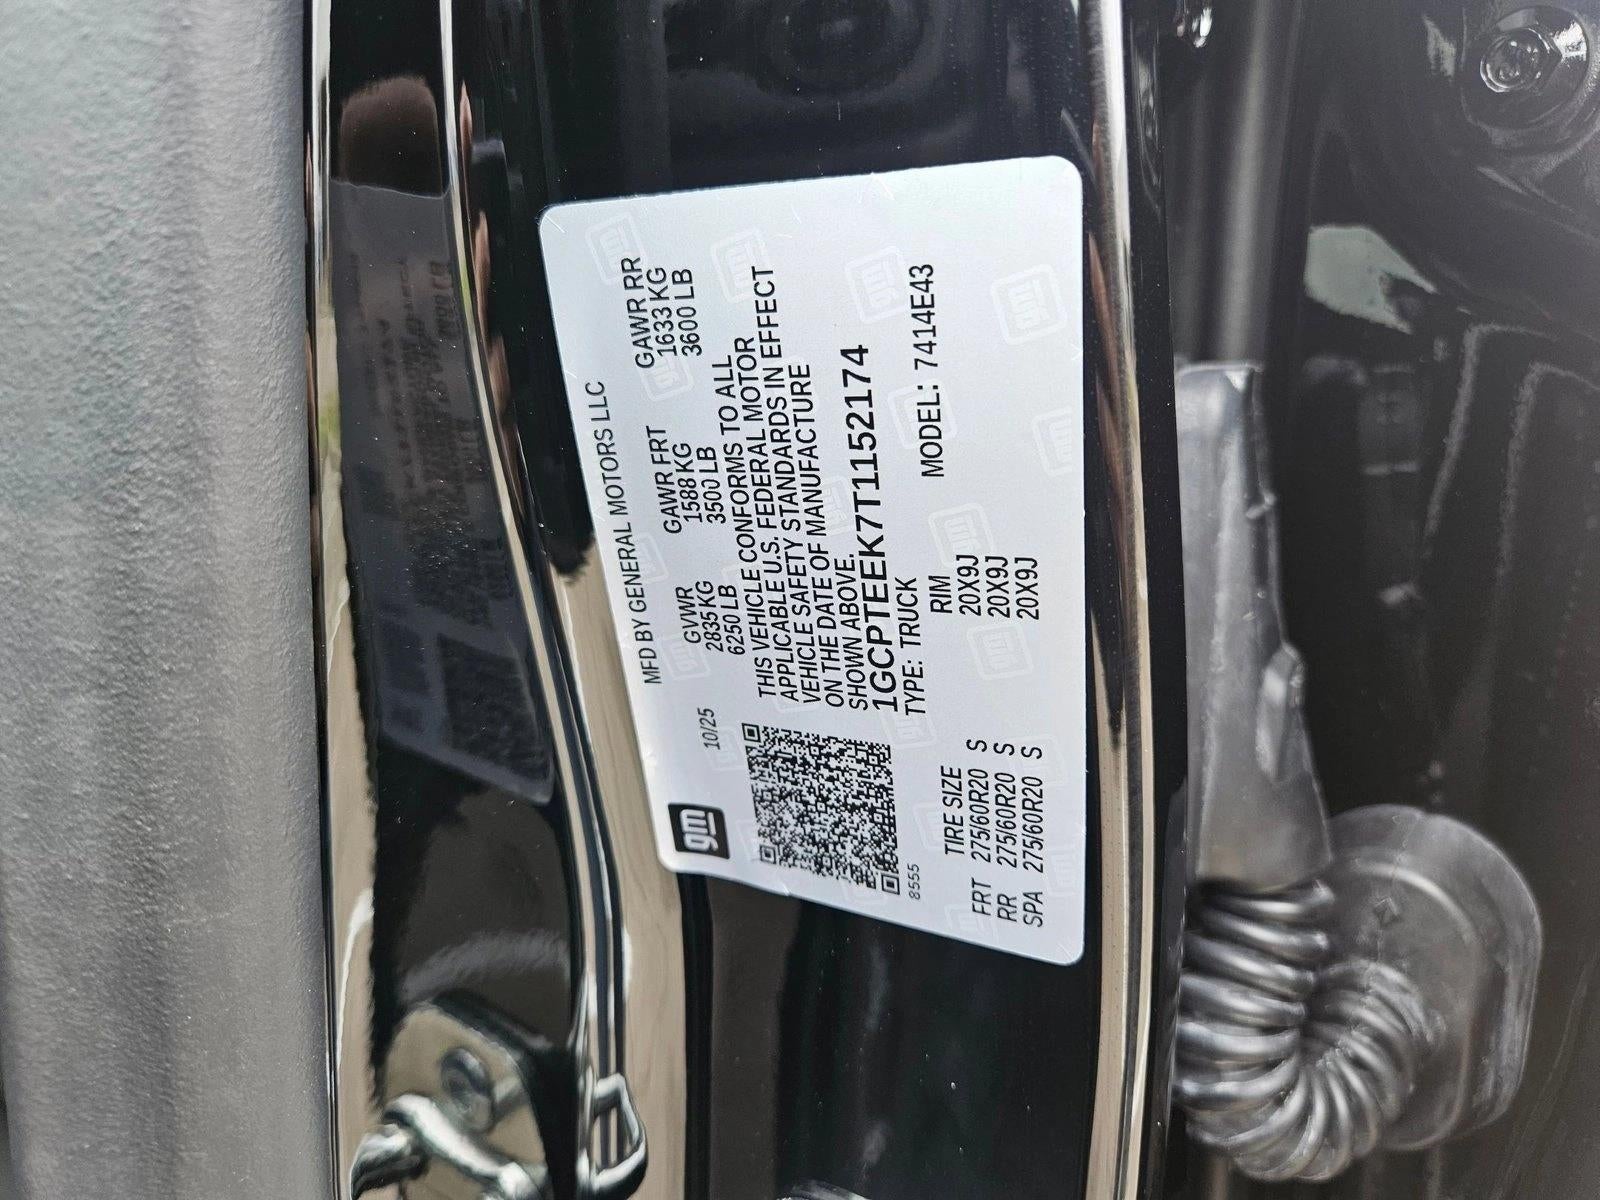 gm
MFD BY GENERAL MOTORS LLC
10/25
GVWR GAWR FRT GAWR RR
2835 KG 1588 KG 1633 KG
6250 LB 3500 LB 3600 LB
THIS VEHICLE CONFORMS TO ALL
APPLICABLE U.S. FEDERAL MOTOR
VEHICLE SAFETY STANDARDS IN EFFECT
ON THE DATE OF MANUFACTURE
SHOWN ABOVE.
1GCPTEEK7T1152174
TYPE: TRUCK MODEL: 7414E43
8555
TIRE SIZE RIM
FRT 275/60R20 S 20X9J
RR 275/60R20 S 20X9J
SPA 275/60R20 S 20X9J